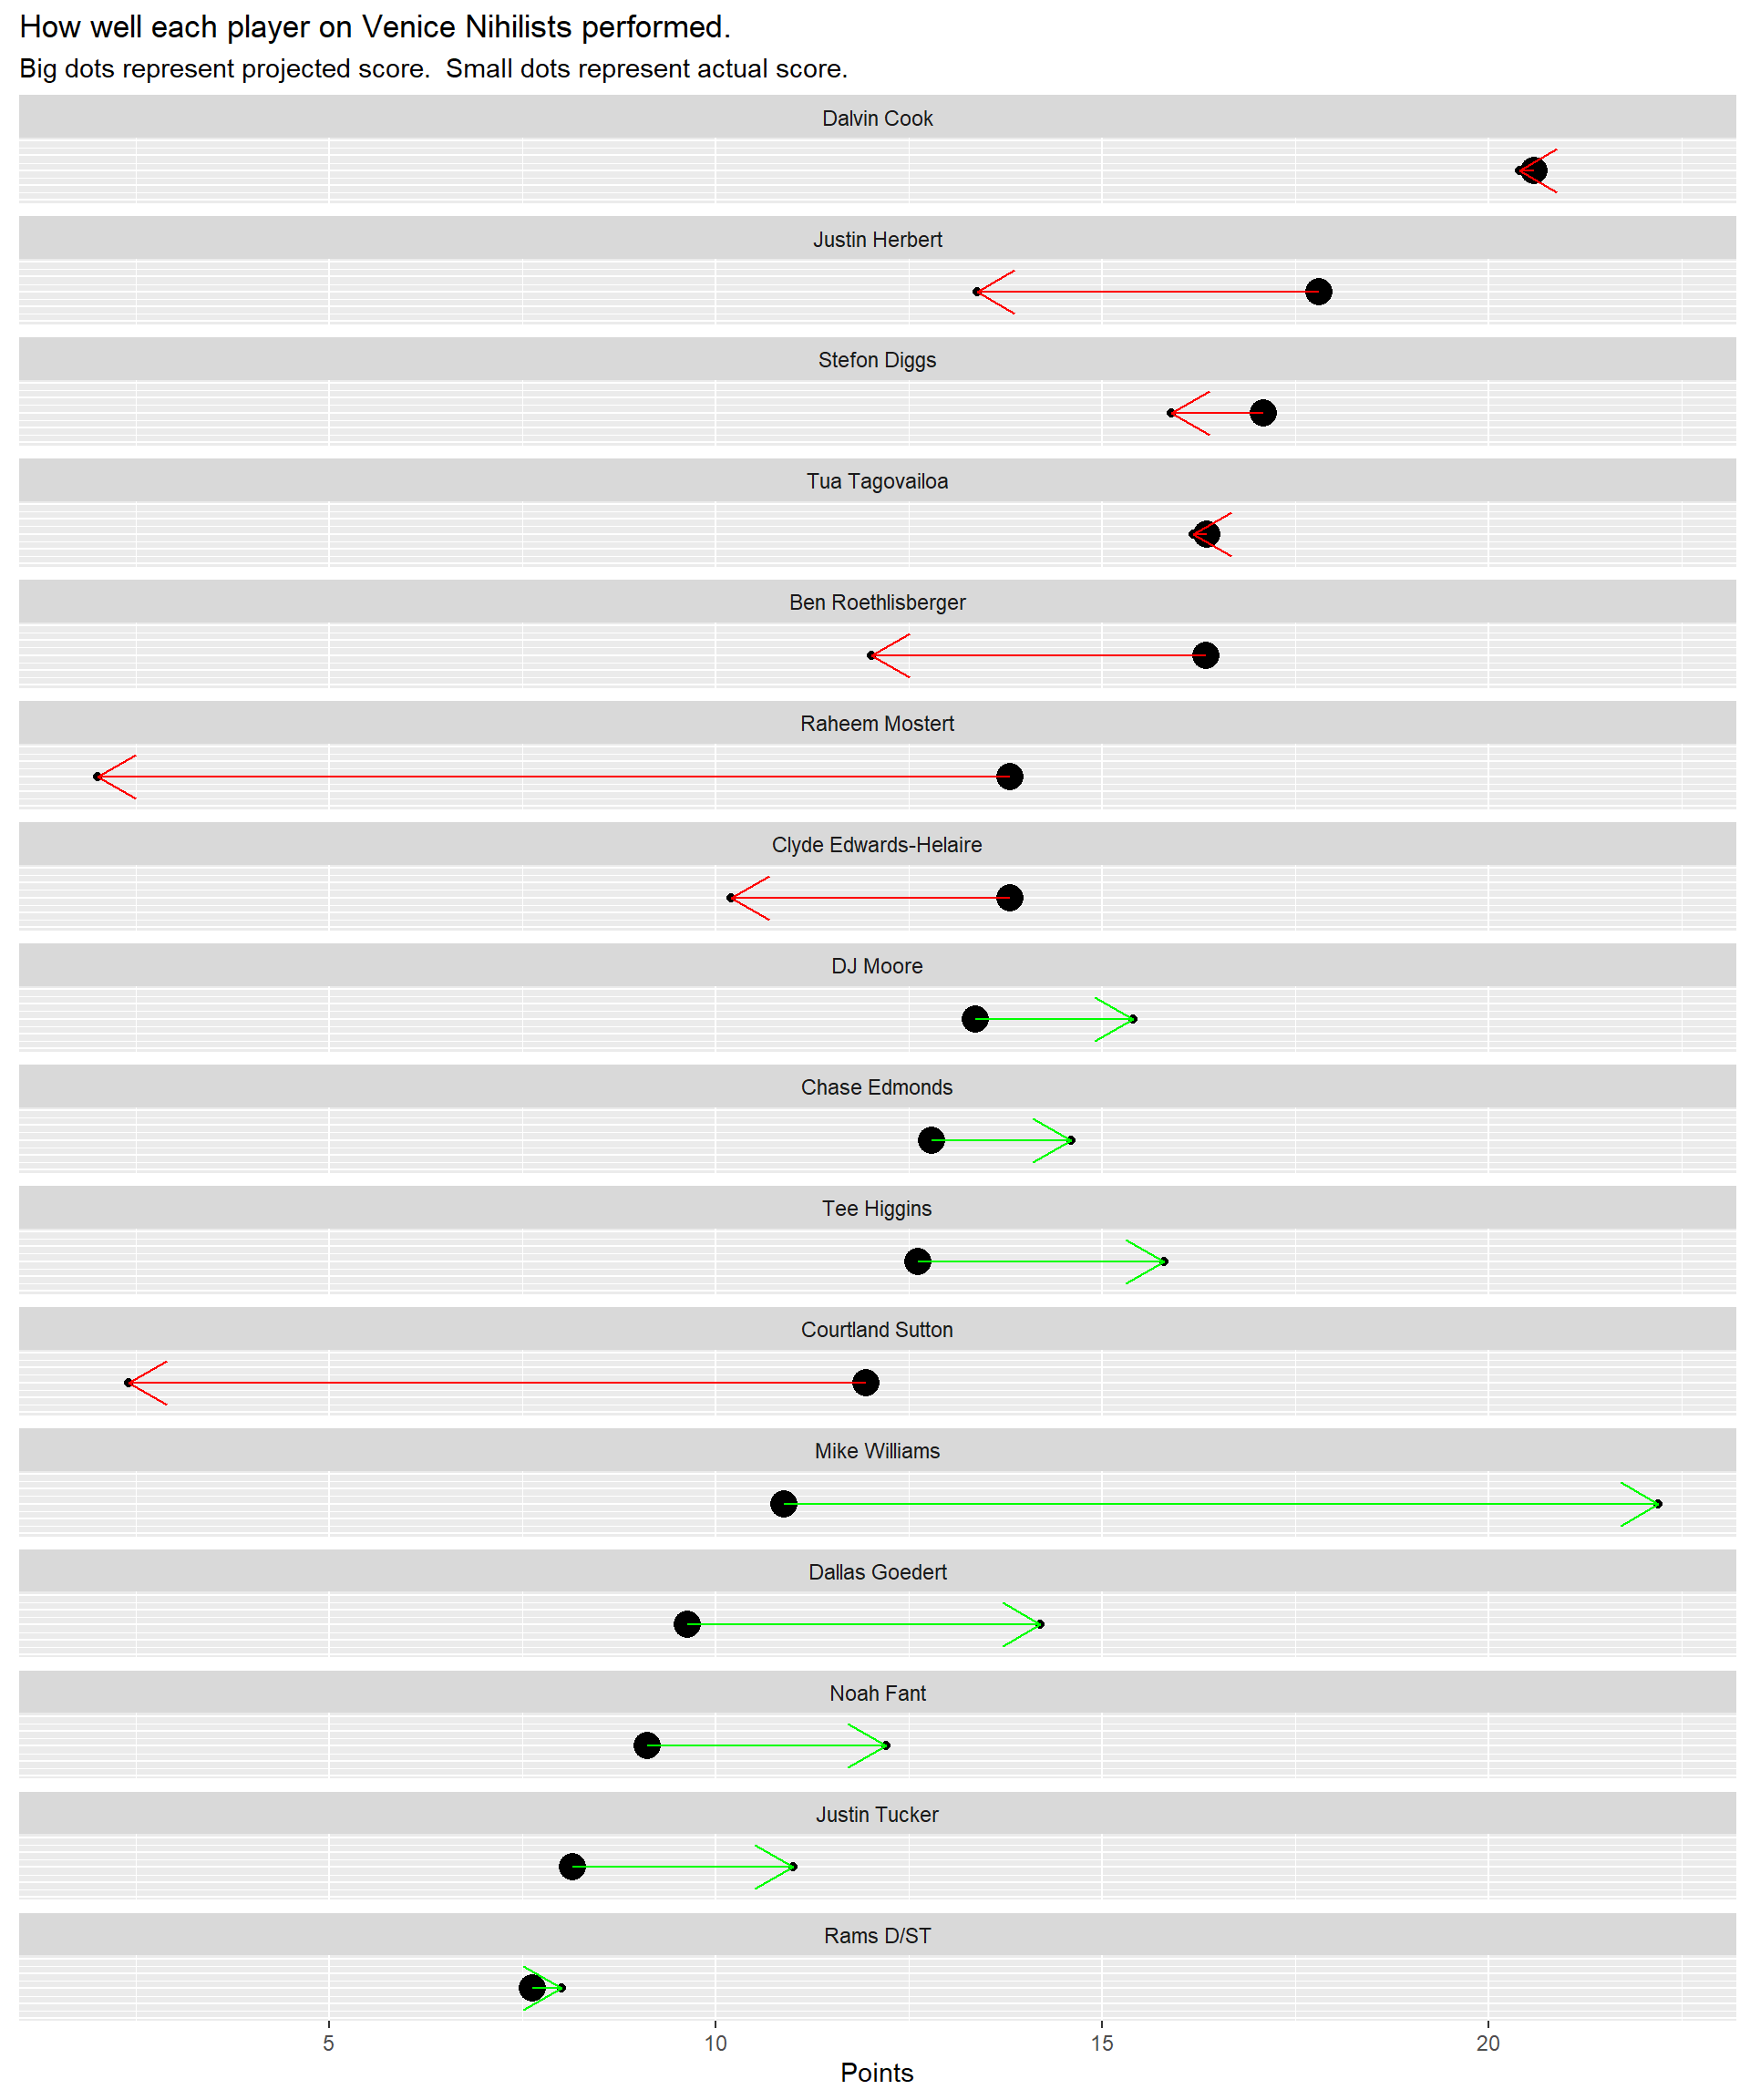 How well each player on Venice Nihilists performed.
Big dots represent projected score.  Small dots represent actual score.
Dalvin Cook
Justin Herbert
Stefon Diggs
Tua Tagovailoa
Ben Roethlisberger
Raheem Mostert
Clyde Edwards-Helaire
DJ Moore
Chase Edmonds
Tee Higgins
Courtland Sutton
Mike Williams
Dallas Goedert
Noah Fant
Justin Tucker
Rams D/ST
5 10 15 20
Points